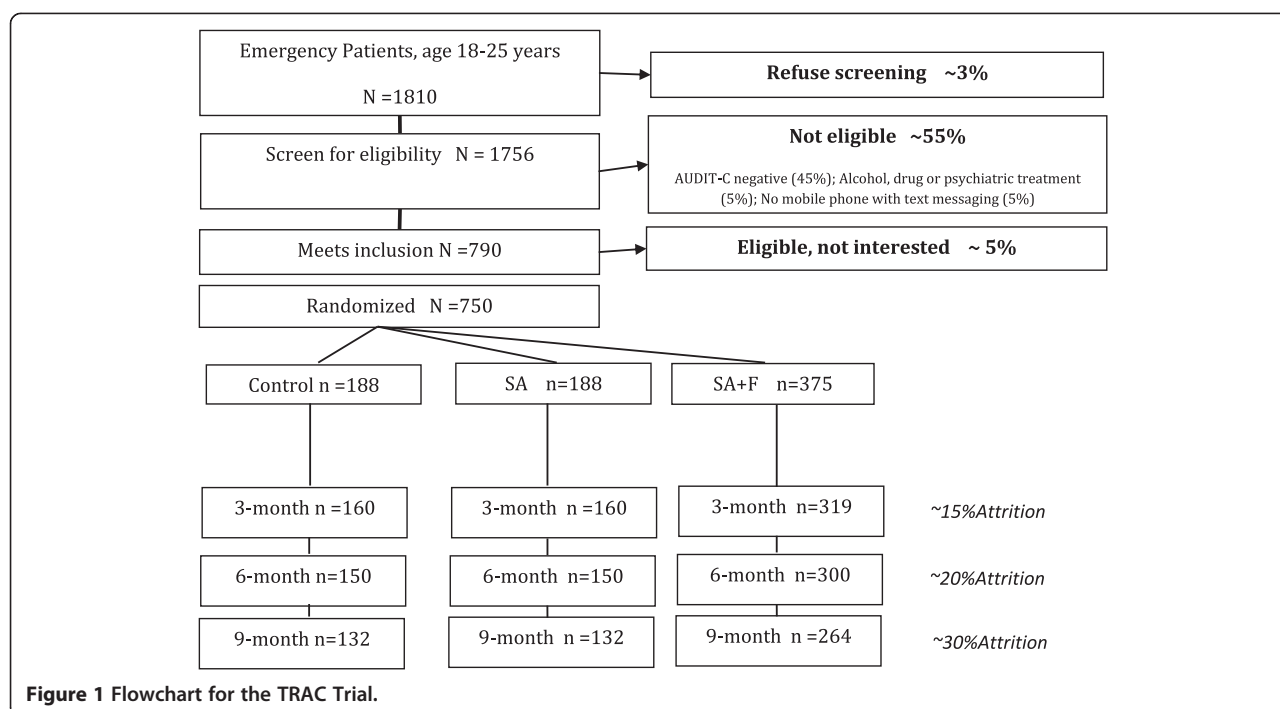 Emergency Patients, age 18-25 years
N =1810
Refuse screening ~3%
Screen for eligibility N = 1756
Not eligible ~55%
AUDIT-C negative (45%); Alcohol, drug or psychiatric treatment
(5%); No mobile phone with text messaging (5%)
Meets inclusion N =790
Eligible, not interested ~ 5%
Randomized N =750
Control n =188
SA n=188
SA+F n=375
3-month n =160
3-month n =160
3-month n=319
~15%Attrition
6-month n=150
6-month n=150
6-month n=300
~20%Attrition
9-month n=132
9-month n =132
9-month n =264
~30%Attrition
Figure 1 Flowchart for the TRAC Trial.